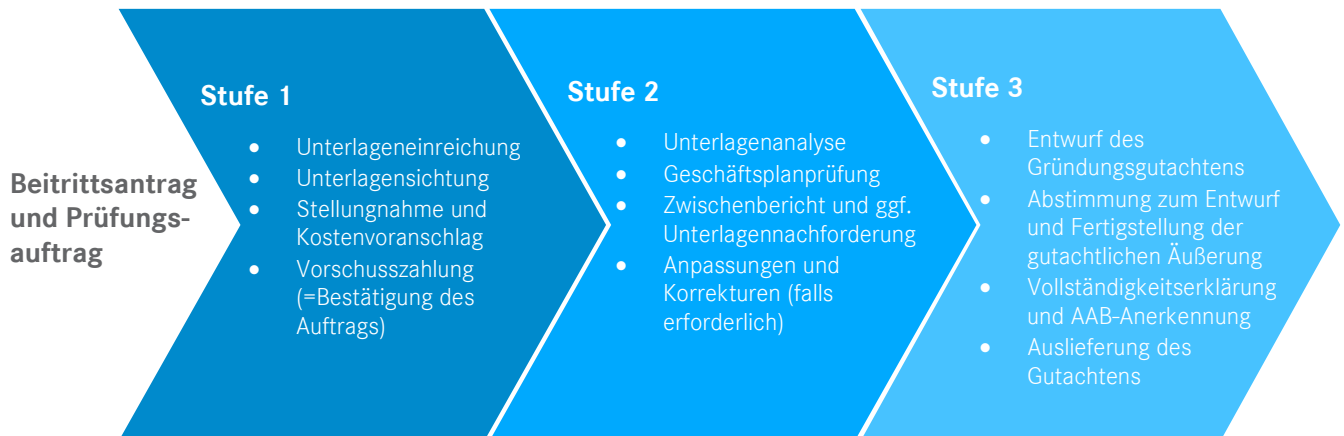 Beitrittsantrag
und Prüfungs-
auftrag
Stufe 1
• Unterlageneinreichung
• Unterlagensichtung
• Stellungnahme und
Kostenvoranschlag
• Vorschusszahlung
(=Bestätigung des
Auftrags)
Stufe 2
• Unterlagenanalyse
• Geschäftsplanprüfung
• Zwischenbericht und ggf.
Unterlagennachforderung
• Anpassungen und
Korrekturen (falls
erforderlich)
Stufe 3
• Entwurf des
Gründungsgutachtens
• Abstimmung zum Entwurf
und Fertigstellung der
gutachtlichen Äußerung
• Vollständigkeitserklärung
und AAB-Anerkennung
• Auslieferung des
Gutachtens